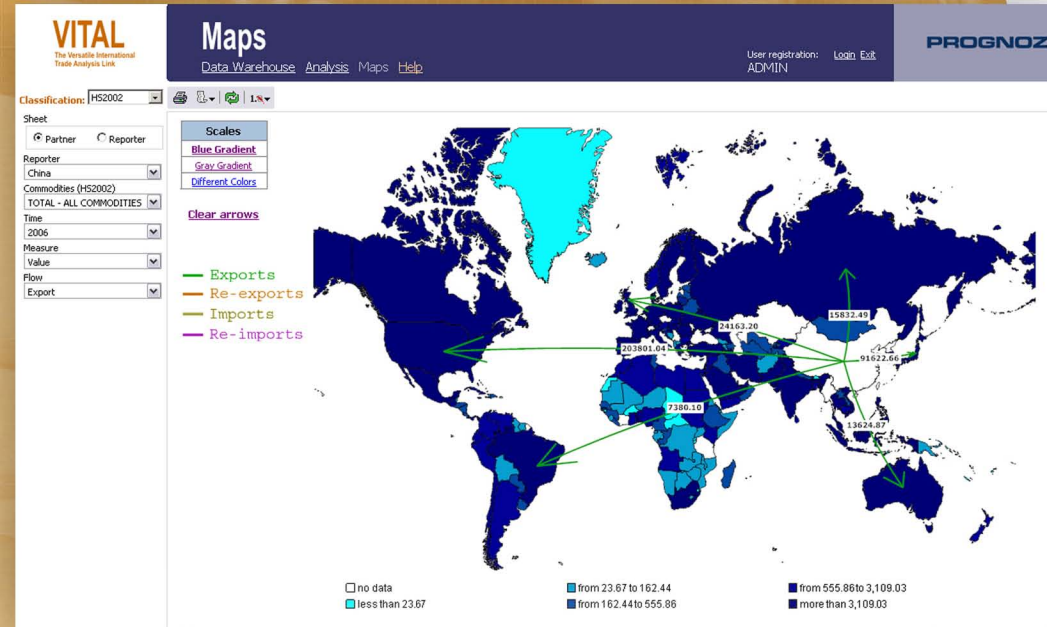 VITAL
The Versatile International
Trade Analysis Link
Maps
Data Warehouse Analysis Maps Help
User registration: Login Exit
ADMIN
PROGNOZ
Classification: HS2002
Sheet
Partner Reporter
Reporter
China
Commodities (HS2002)
TOTAL - ALL COMMODITIES
Time
2006
Measure
Value
Flow
Export
Scales
Blue Gradient
Gray Gradient
Different Colors
Clear arrows
Exports
Re-exports
Imports
Re-imports
15832.49
24163.20
203801.04
91622.66
7380.10
13624.87
no data
less than 23.67
from 23.67 to 162.44
from 162.44to 555.86
from 555.86to 3,109.03
more than 3,109.03